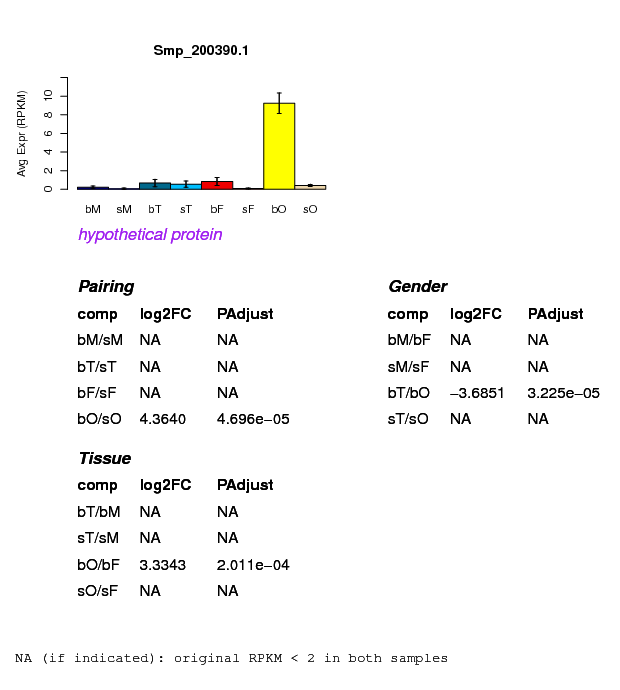 Smp_200390.1
Avg Expr (RPKM)
0 2 4 6 8 10
bM sM bT sT bF sF bO sO
hypothetical protein
Pairing
comp log2FC PAdjust
bM/sM NA NA
bT/sT NA NA
bF/sF NA NA
bO/sO 4.3640 4.696e−05
Gender
comp log2FC PAdjust
bM/bF NA NA
sM/sF NA NA
bT/bO −3.6851 3.225e−05
sT/sO NA NA
Tissue
comp log2FC PAdjust
bT/bM NA NA
sT/sM NA NA
bO/bF 3.3343 2.011e−04
sO/sF NA NA
NA (if indicated): original RPKM < 2 in both samples